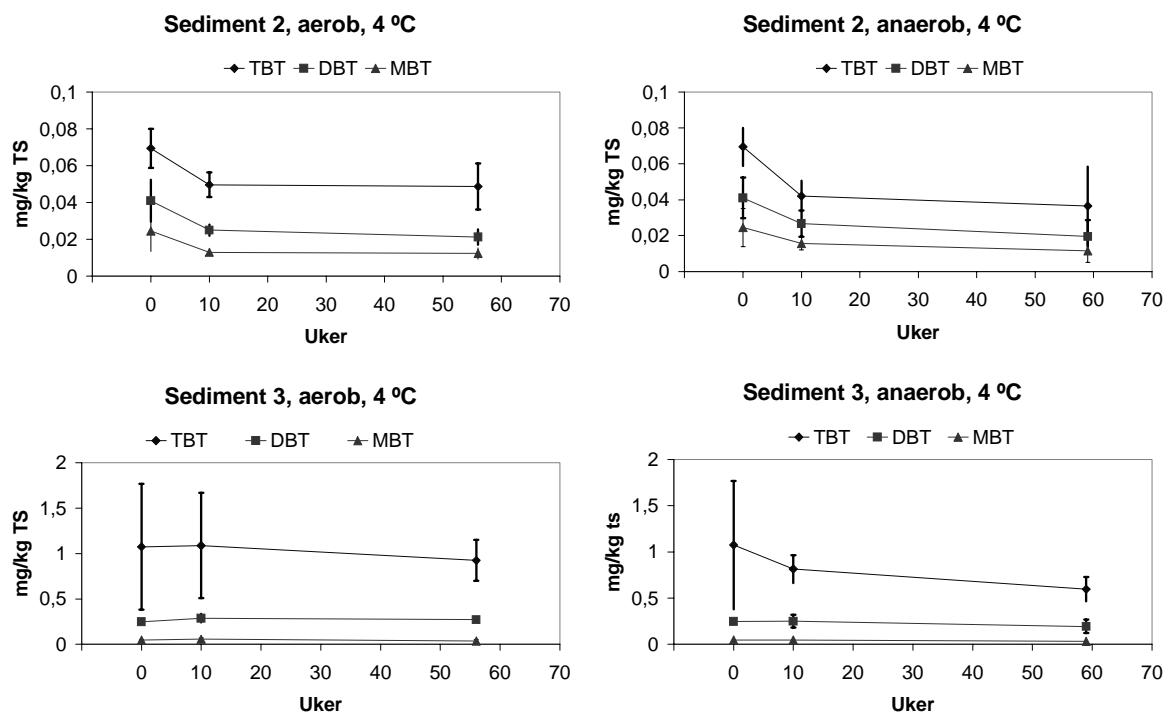 Sediment 2, aerob, 4 ºC
TBT DBT MBT
mg/kg TS
0,1
0,08
0,06
0,04
0,02
0
0 10 20 30 40 50 60 70
Uker
Sediment 2, anaerob, 4 ºC
TBT DBT MBT
mg/kg TS
0,1
0,08
0,06
0,04
0,02
0
0 10 20 30 40 50 60 70
Uker
Sediment 3, aerob, 4 ºC
TBT DBT MBT
mg/kg TS
2
1,5
1
0,5
0
0 10 20 30 40 50 60 70
Uker
Sediment 3, anaerob, 4 ºC
TBT DBT MBT
mg/kg ts
2
1,5
1
0,5
0
0 10 20 30 40 50 60 70
Uker